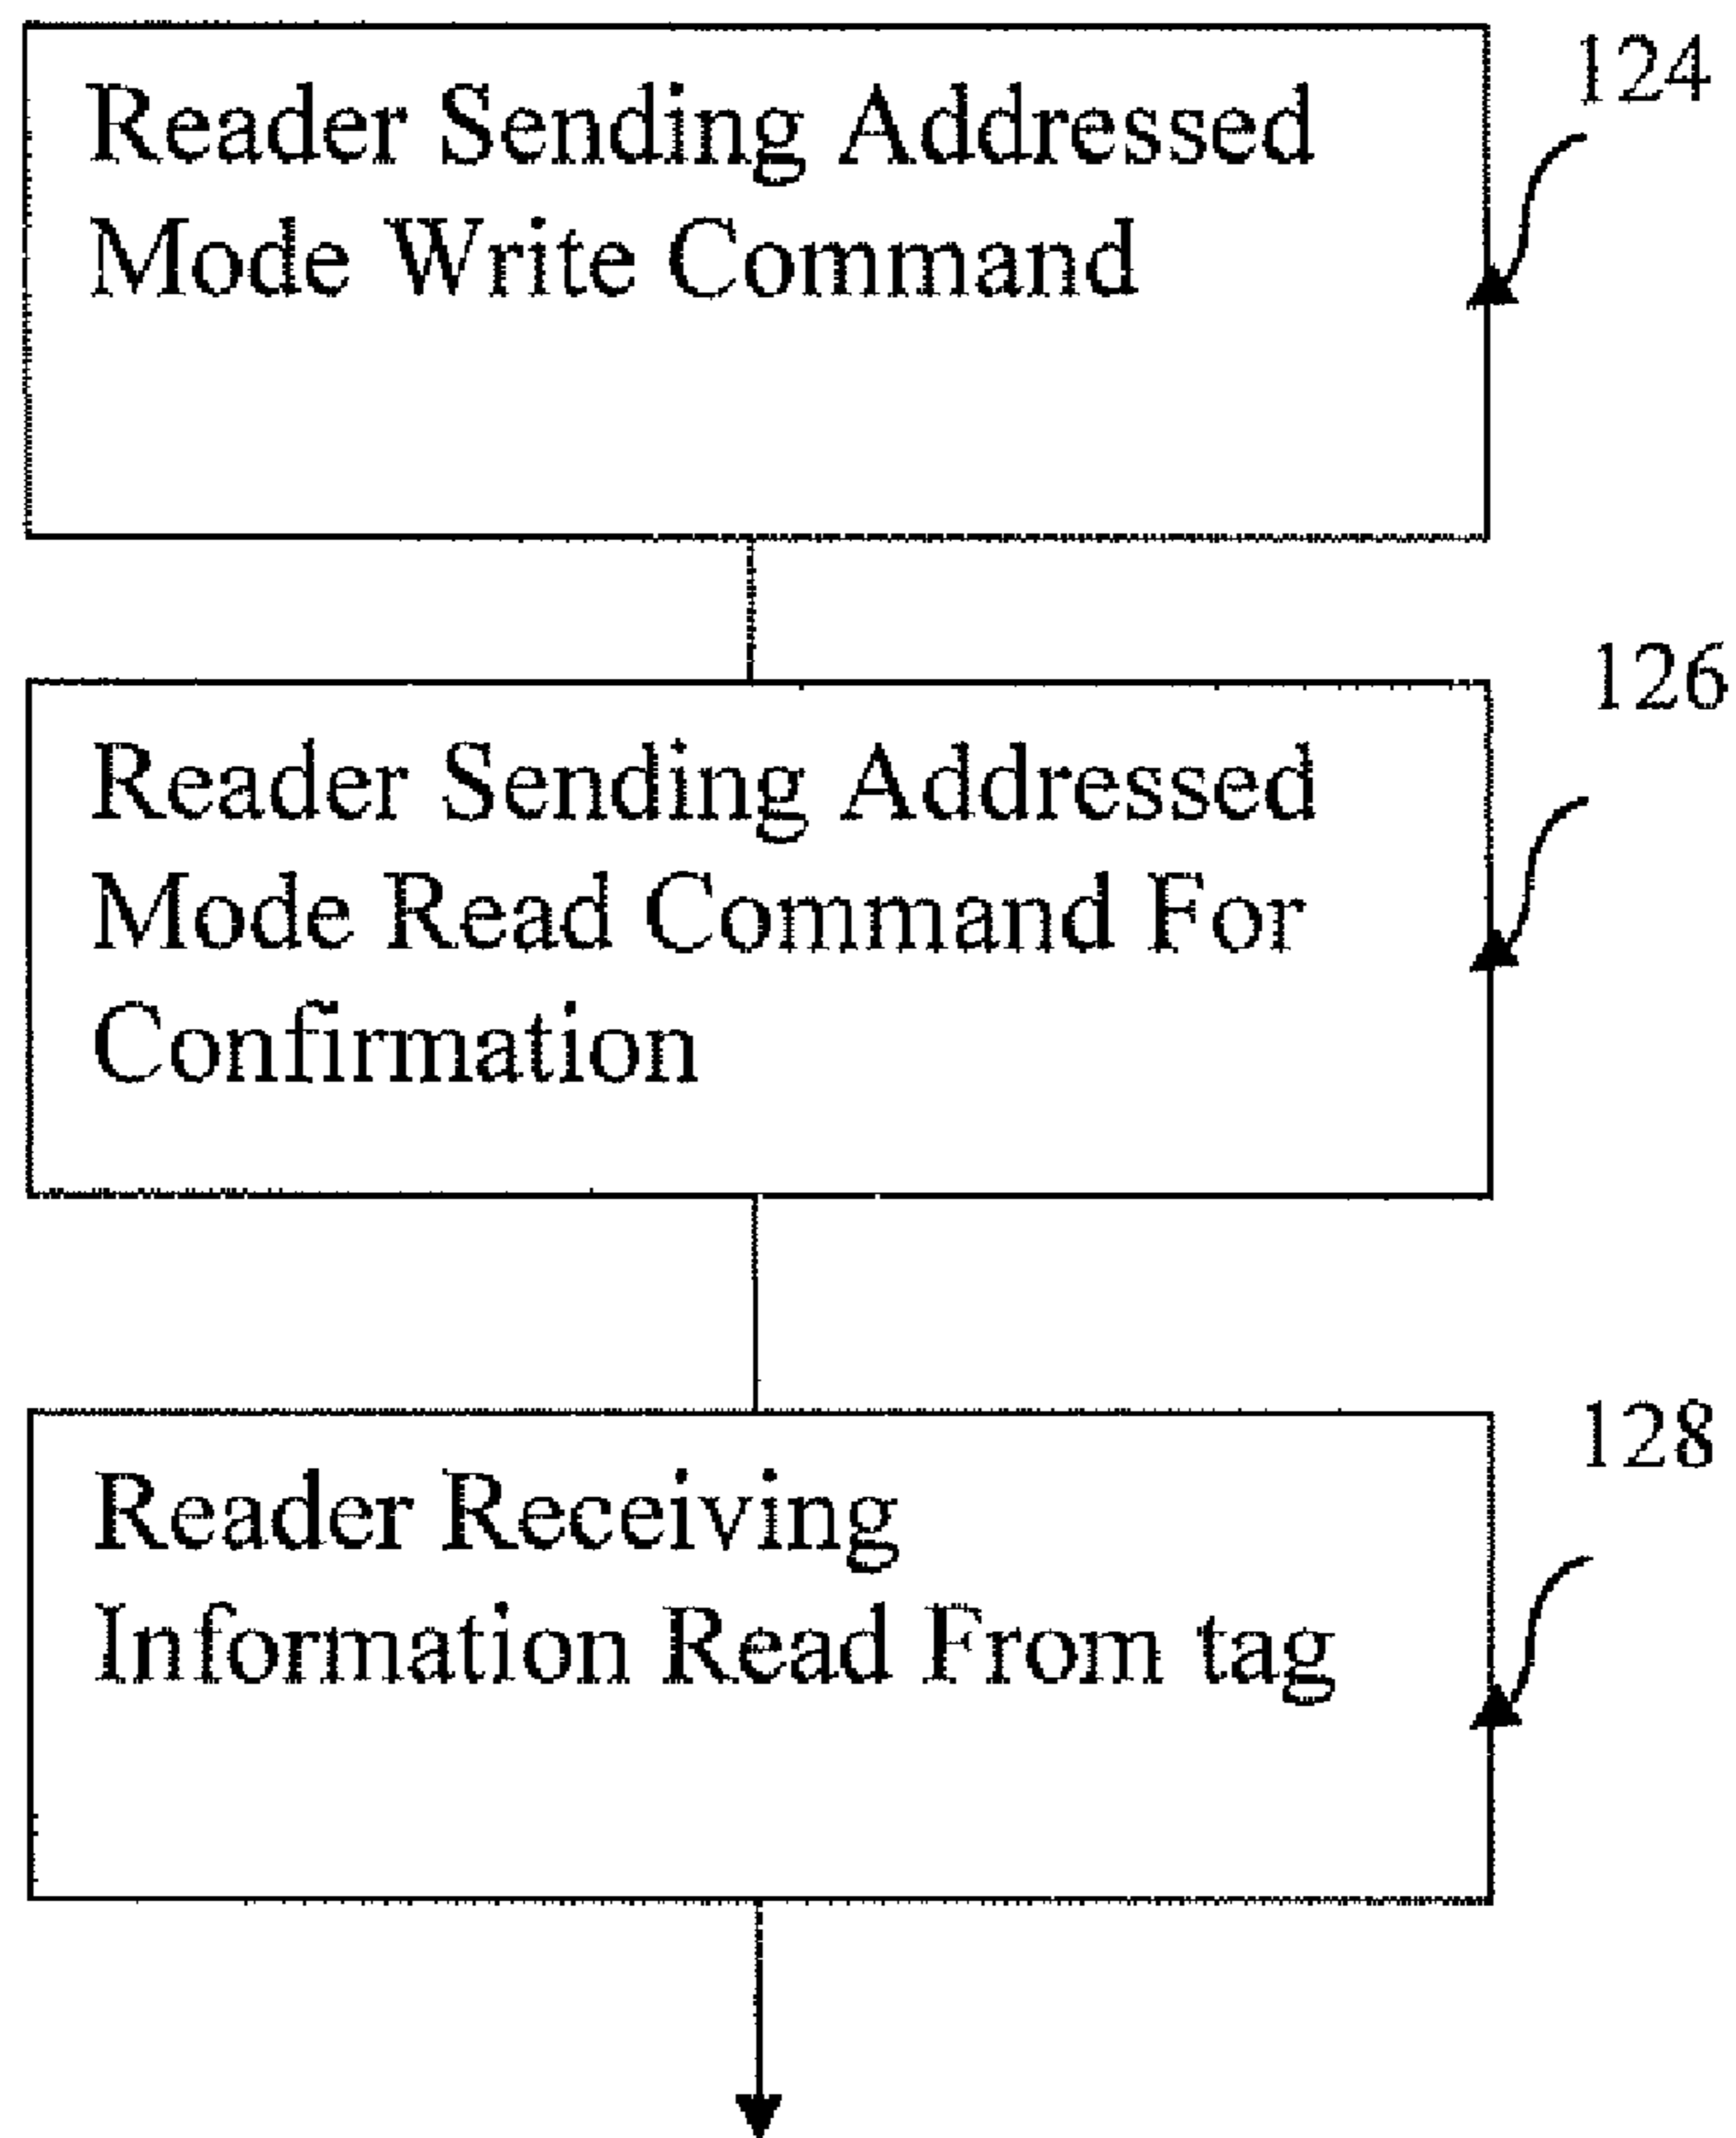 124
Reader Sending Addressed
Mode Write Command
126
Reader Sending Addressed
Mode Read Command For
Confirmation
128
Reader Receiving
Information Read From tag